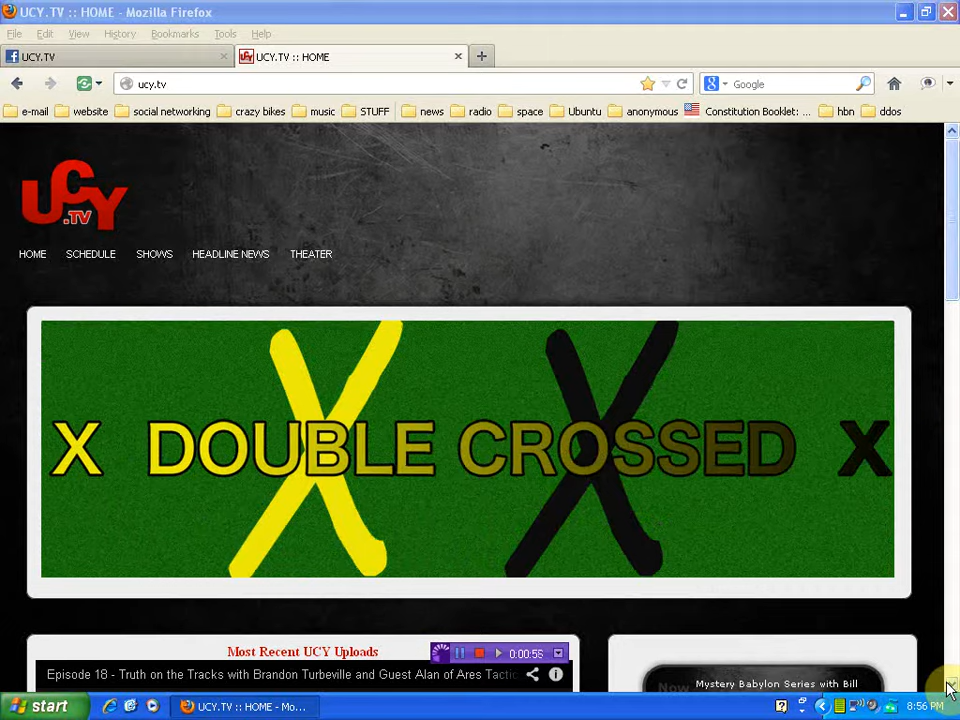 UCY.TV :: HOME - Mozilla Firefox
File Edit View History Bookmarks Tools Help
UCY.TV
UCY.TV :: HOME
ucy.tv
Google
e-mail website social networking crazy bikes music STUFF news radio space Ubuntu anonymous Constitution Booklet: ... hbn ddos
UCY
.TV
HOME SCHEDULE SHOWS HEADLINE NEWS THEATER
X DOUBLE CROSSED X
X X
Most Recent UCY Uploads
0:00:55
Episode 18 - Truth on the Tracks with Brandon Turbeville and Guest Alan of Ares Tactic
Now
Mystery Babylon Series with Bill
start
UCY.TV :: HOME - Mo...
8:56 PM